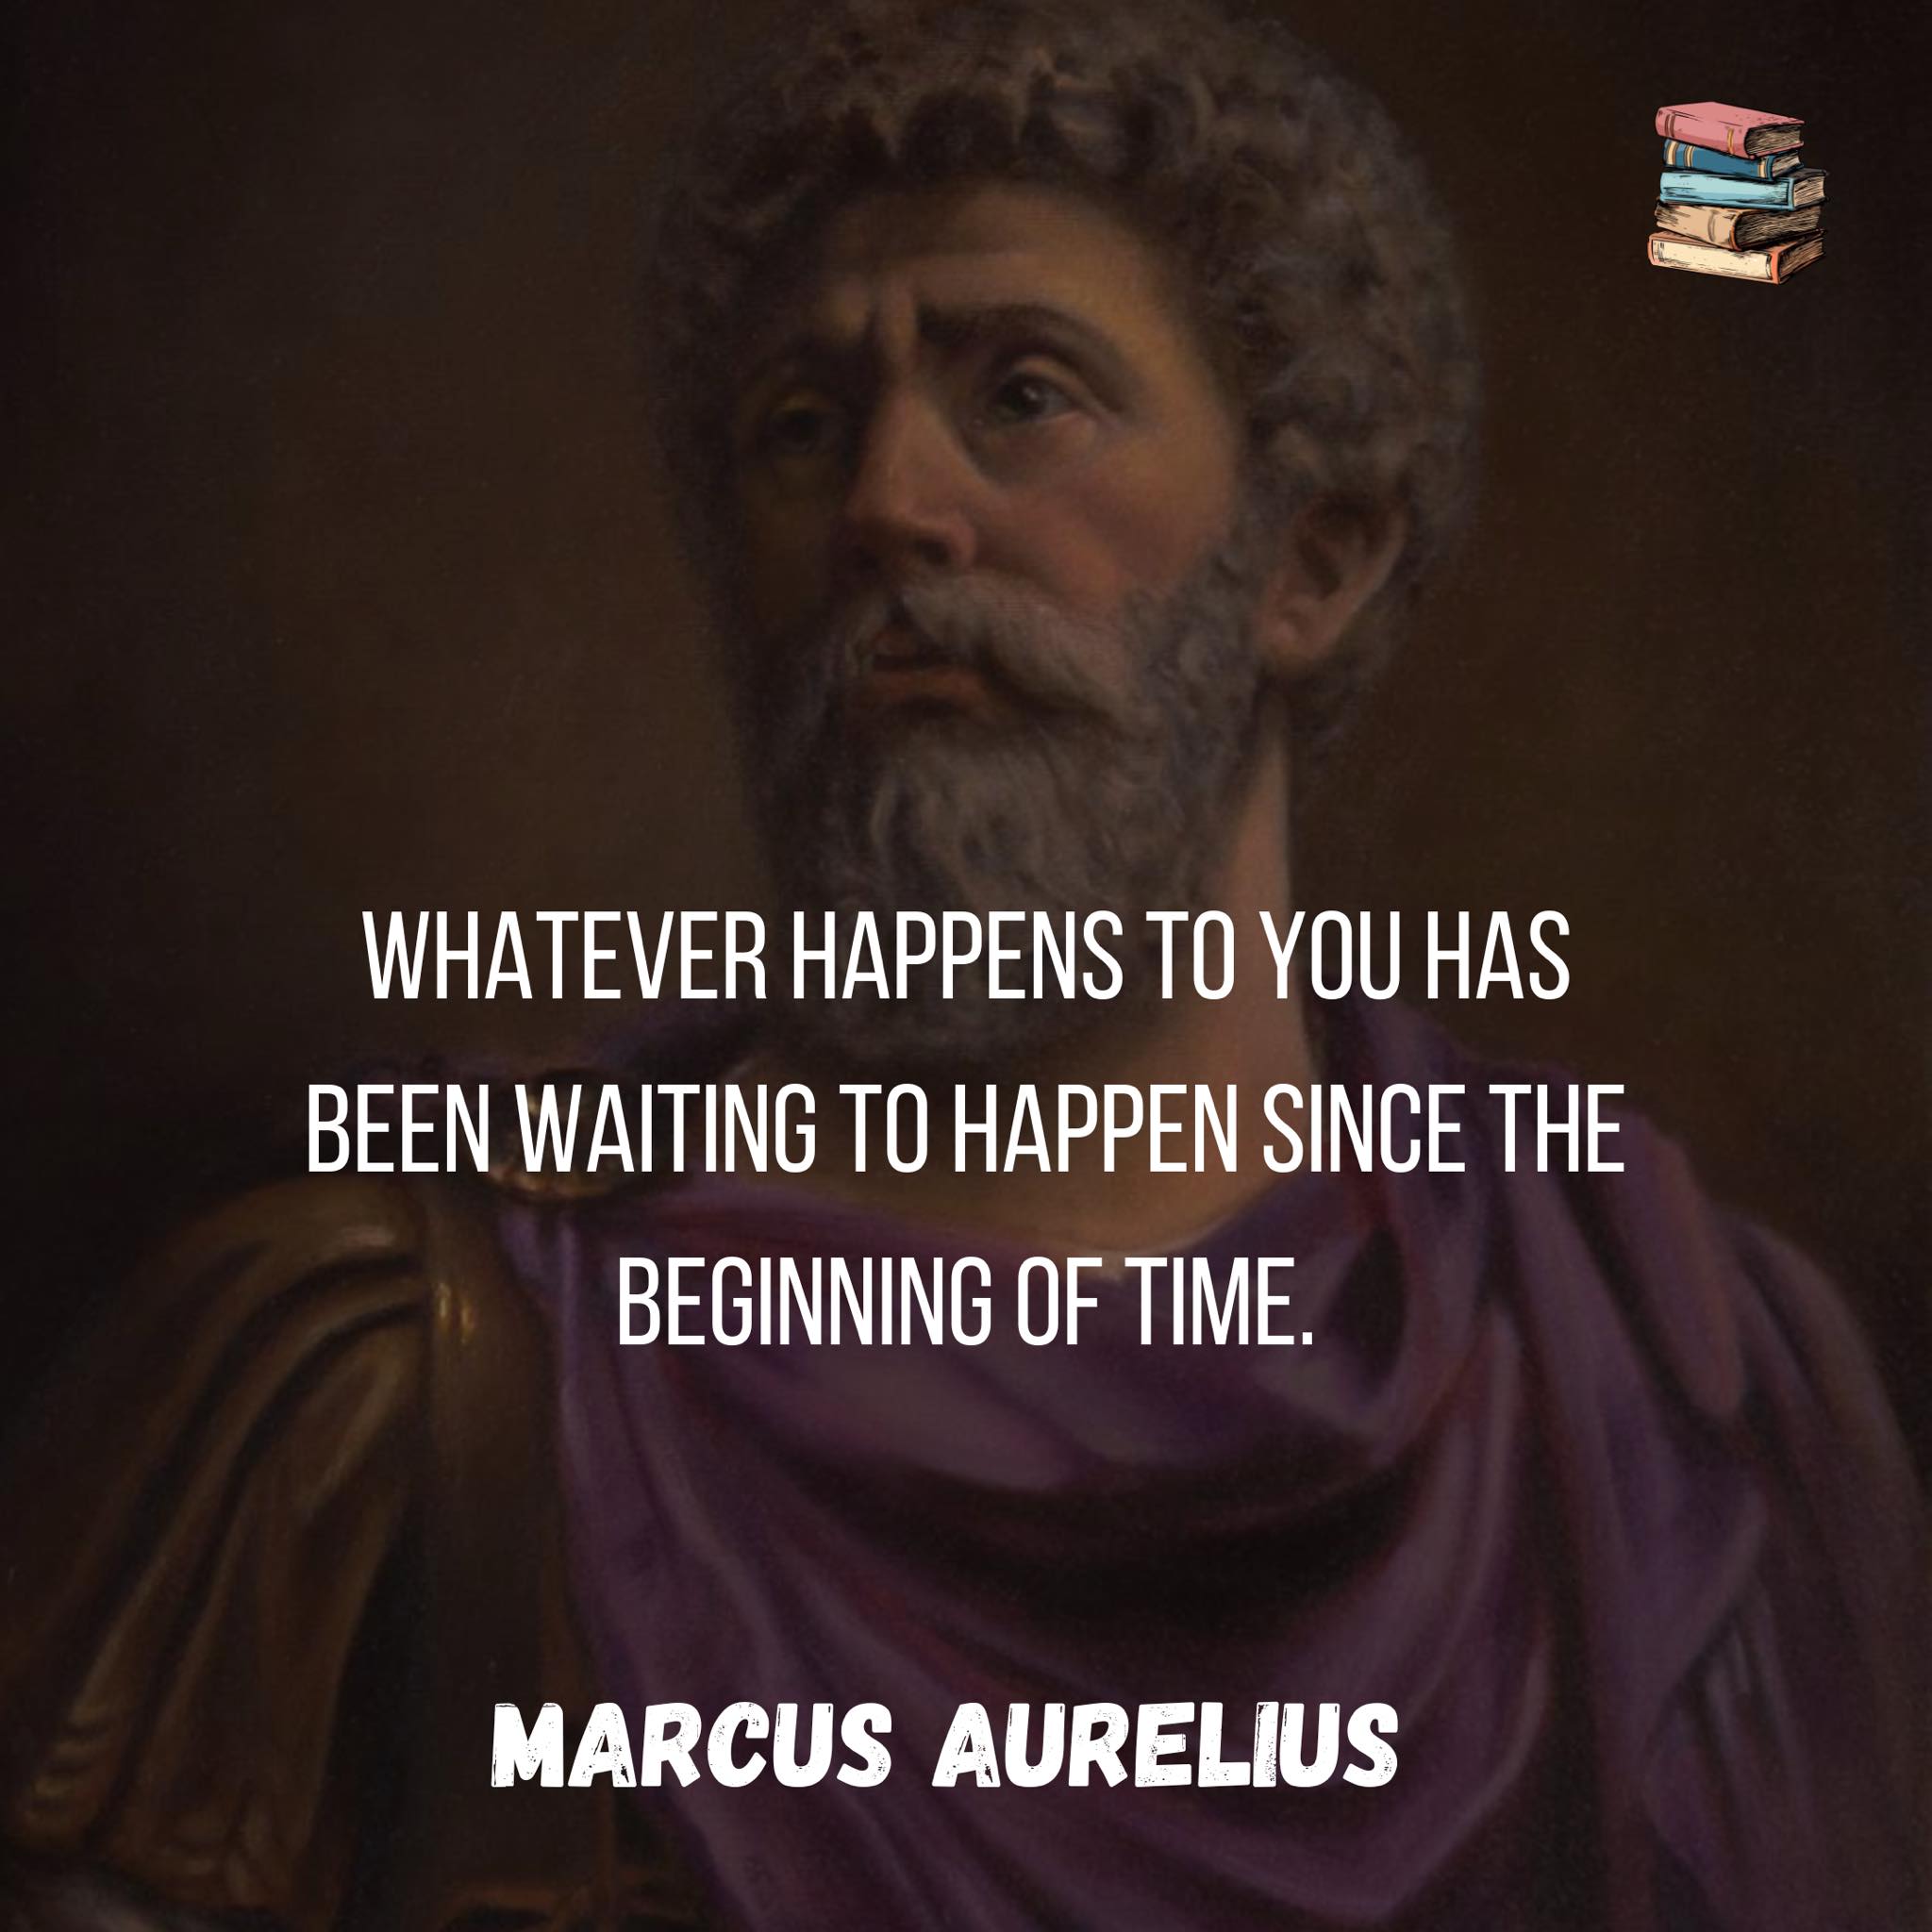 WHATEVER HAPPENS TO YOU HAS
BEEN WAITING TO HAPPEN SINCE THE
BEGINNING OF TIME.
MARCUS AURELIUS